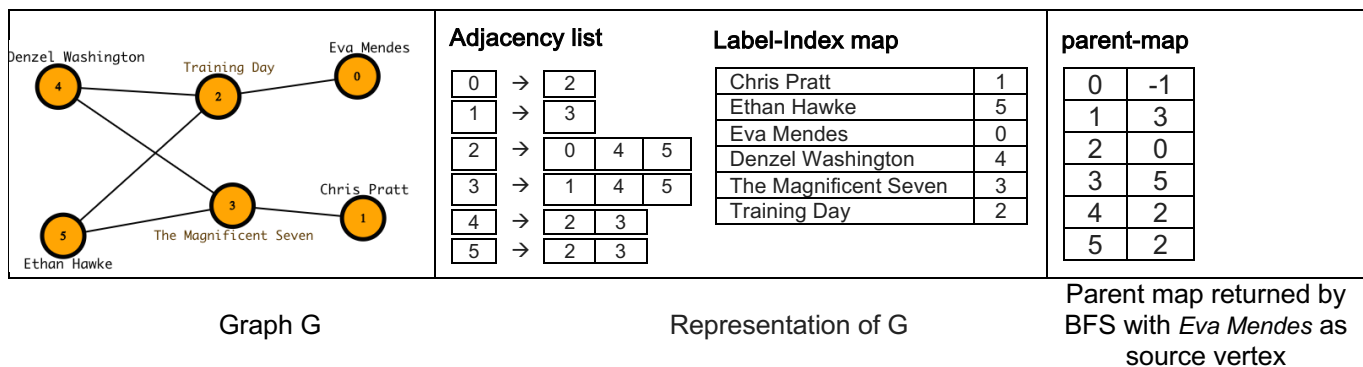 Denzel Washington
4
Training Day
2
Eva Mendes
0
Chris Pratt
1
3
The Magnificent Seven
5
Ethan Hawke
Adjacency list
0 → 2
1 → 3
2 → 0 4 5
3 → 1 4 5
4 → 2 3
5 → 2 3
Label-Index map
Chris Pratt 1
Ethan Hawke 5
Eva Mendes 0
Denzel Washington 4
The Magnificent Seven 3
Training Day 2
parent-map
0 -1
1 3
2 0
3 5
4 2
5 2
Graph G
Representation of G
Parent map returned by
BFS with Eva Mendes as
source vertex